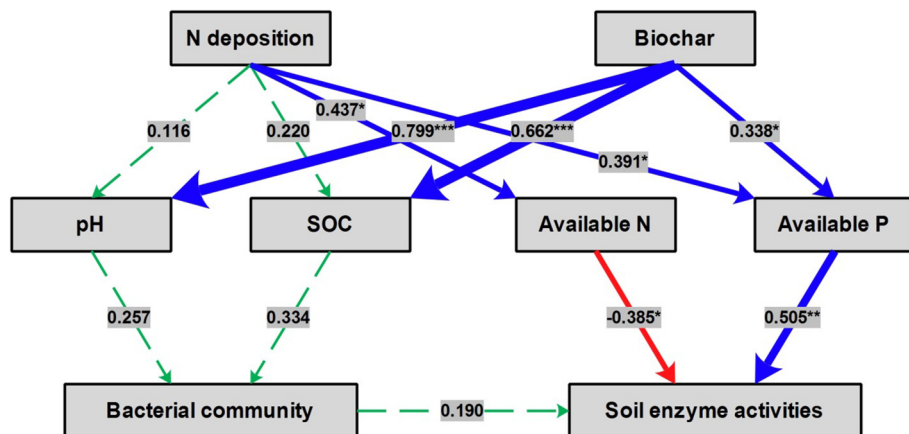 N deposition
Biochar
0.437*
0.116
0.220
0.799***
0.662***
0.338*
0.391*
pH
SOC
Available N
Available P
0.257
0.334
-0.385*
0.505**
Bacterial community
0.190
Soil enzyme activities